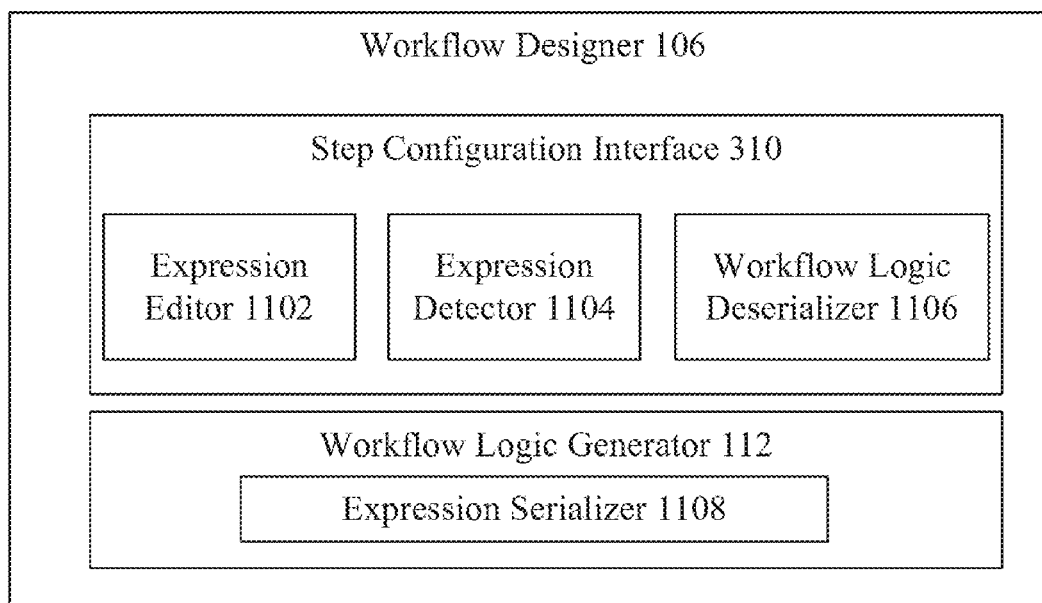 Workflow Designer 106
Step Configuration Interface 310
Expression
Editor 1102
Expression
Detector 1104
Workflow Logic
Deserializer 1106
Workflow Logic Generator 112
Expression Serializer 1108